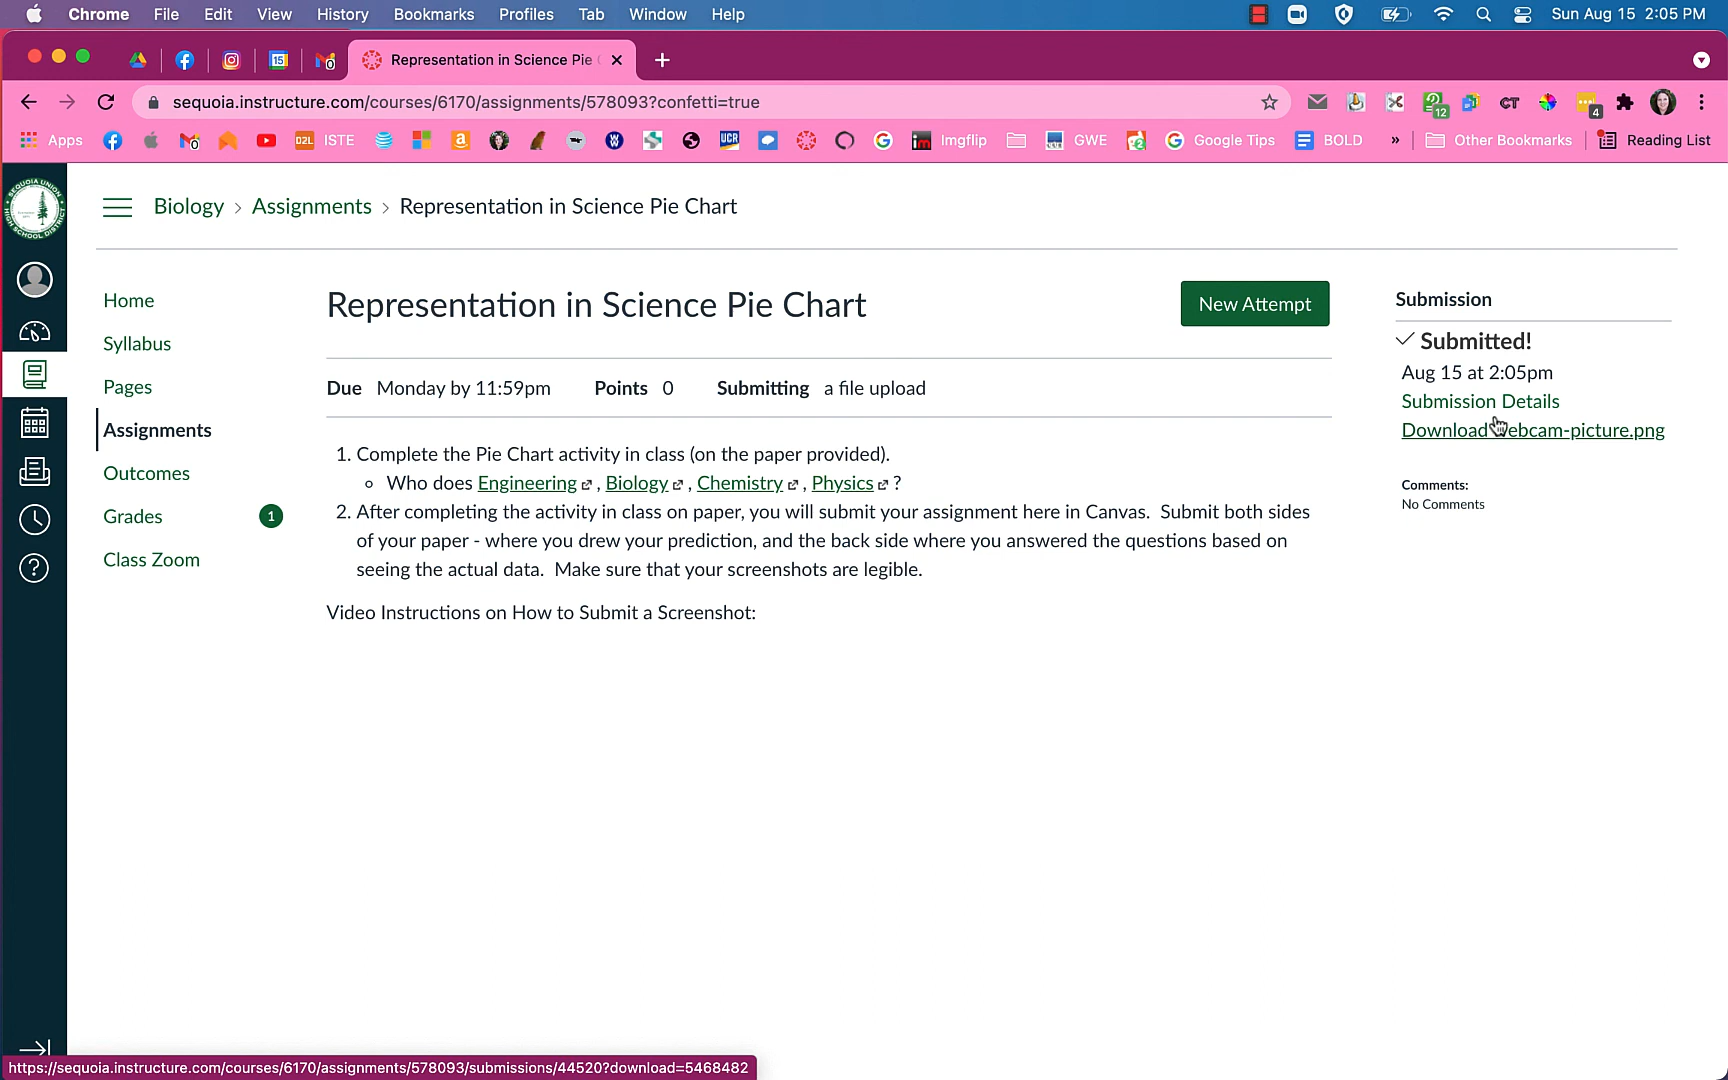 Chrome File Edit View History Bookmarks Profiles Tab Window Help Sun Aug 15 2:05 PM
Representation in Science Pie
sequoia.instructure.com/courses/6170/assignments/578093?confetti=true
Apps ISTE Imgflip GWE Google Tips BOLD » Other Bookmarks Reading List
Biology › Assignments › Representation in Science Pie Chart
Home
Syllabus
Pages
Assignments
Outcomes
Grades 1
Class Zoom
Representation in Science Pie Chart
New Attempt
Due Monday by 11:59pm Points 0 Submitting a file upload
1. Complete the Pie Chart activity in class (on the paper provided).
Who does Engineering , Biology , Chemistry , Physics ?
2. After completing the activity in class on paper, you will submit your assignment here in Canvas. Submit both sides
of your paper - where you drew your prediction, and the back side where you answered the questions based on
seeing the actual data. Make sure that your screenshots are legible.
Video Instructions on How to Submit a Screenshot:
Submission
Submitted!
Aug 15 at 2:05pm
Submission Details
Download ebcam-picture.png
Comments:
No Comments
https://sequoia.instructure.com/courses/6170/assignments/578093/submissions/44520?download=5468482